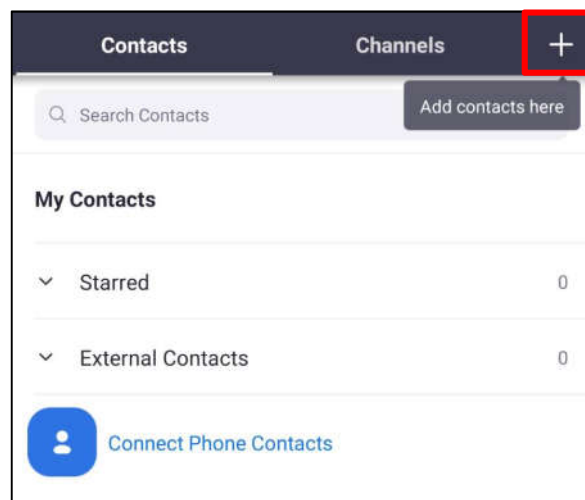 Contacts Channels +
Add contacts here
Search Contacts
My Contacts
Starred 0
External Contacts 0
Connect Phone Contacts